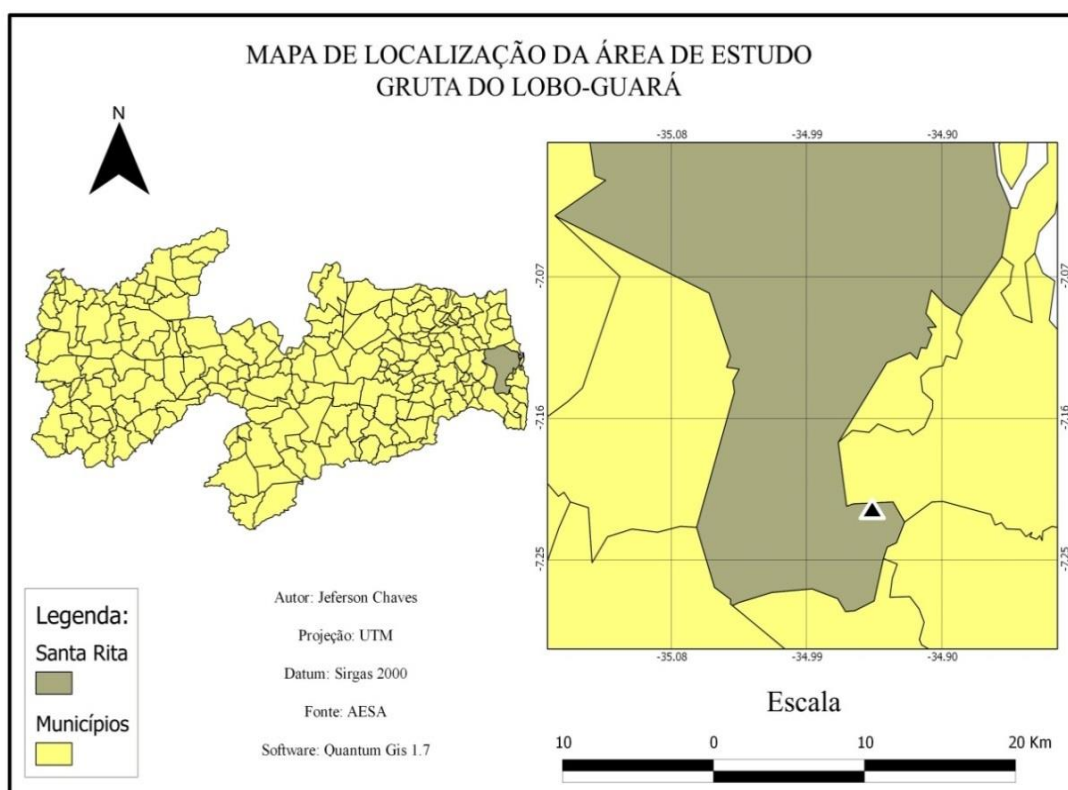 MAPA DE LOCALIZAÇÃO DA ÁREA DE ESTUDO
GRUTA DO LOBO-GUARÁ
N
-35.08 -34.99 -34.90
-7.07 -7.07
-7.16 -7.16
-7.25 -7.25
-35.08 -34.99 -34.90
Legenda:
Santa Rita
Municípios
Autor: Jeferson Chaves
Projeção: UTM
Datum: Sirgas 2000
Fonte: AESA
Software: Quantum Gis 1.7
Escala
10 0 10 20 Km